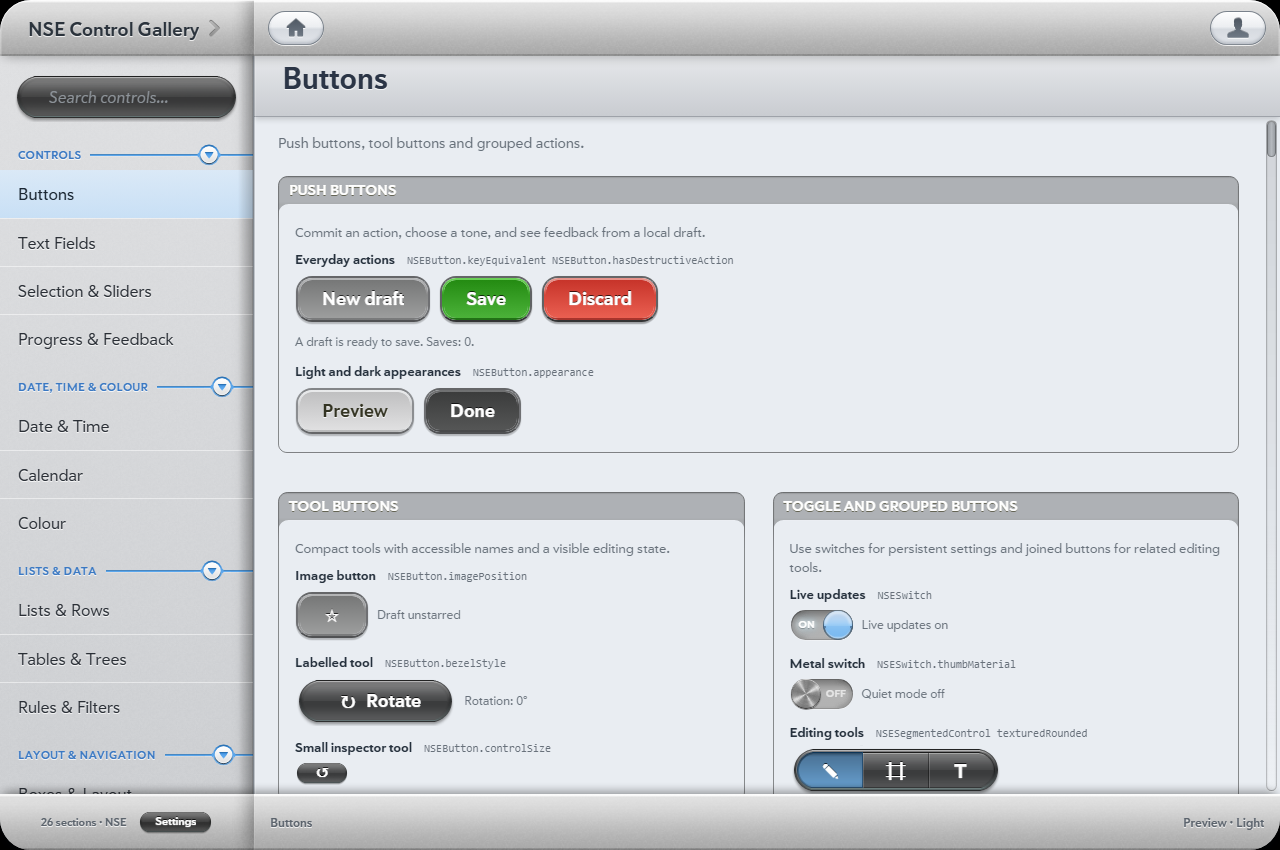 NSE Control Gallery
Search controls...
CONTROLS
Buttons
Text Fields
Selection & Sliders
Progress & Feedback
DATE, TIME & COLOUR
Date & Time
Calendar
Colour
LISTS & DATA
Lists & Rows
Tables & Trees
Rules & Filters
LAYOUT & NAVIGATION
Boxes & Layout
26 sections • NSE
Settings
Buttons
Push buttons, tool buttons and grouped actions.
PUSH BUTTONS
Commit an action, choose a tone, and see feedback from a local draft.
Everyday actions NSEButton.keyEquivalent NSEButton.hasDestructiveAction
New draft Save Discard
A draft is ready to save. Saves: 0.
Light and dark appearances NSEButton.appearance
Preview Done
TOOL BUTTONS
Compact tools with accessible names and a visible editing state.
Image button NSEButton.imagePosition
Draft unstarred
Labelled tool NSEButton.bezelStyle
Rotate Rotation: 0°
Small inspector tool NSEButton.controlSize
TOGGLE AND GROUPED BUTTONS
Use switches for persistent settings and joined buttons for related editing
tools.
Live updates NSESwitch
ON Live updates on
Metal switch NSESwitch.thumbMaterial
OFF Quiet mode off
Editing tools NSESegmentedControl texturedRounded
T
Buttons
Preview • Light